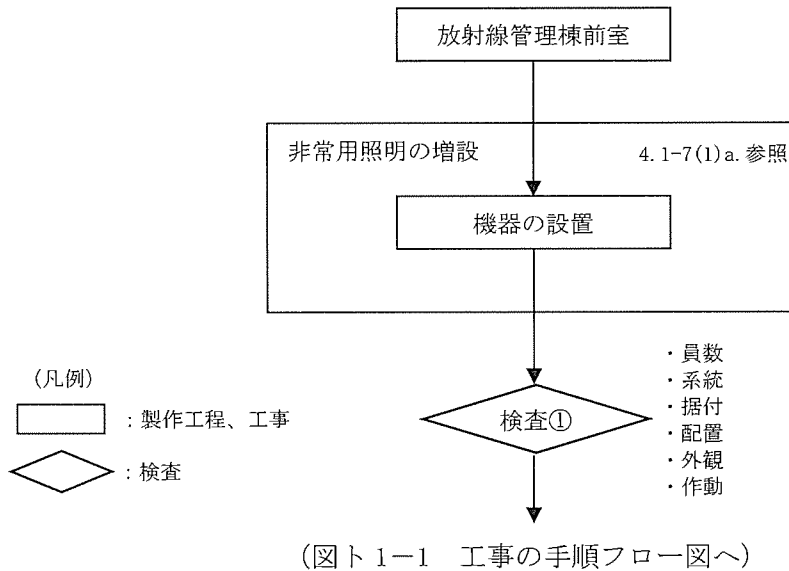 放射線管理棟前室
非常用照明の増設
4.1-7(1)a.参照
機器の設置
検査①
・員数
・系統
・据付
・配置
・外観
・作動
(凡例)
：製作工程、工事
：検査
(図ト1－1　工事の手順フロー図へ)